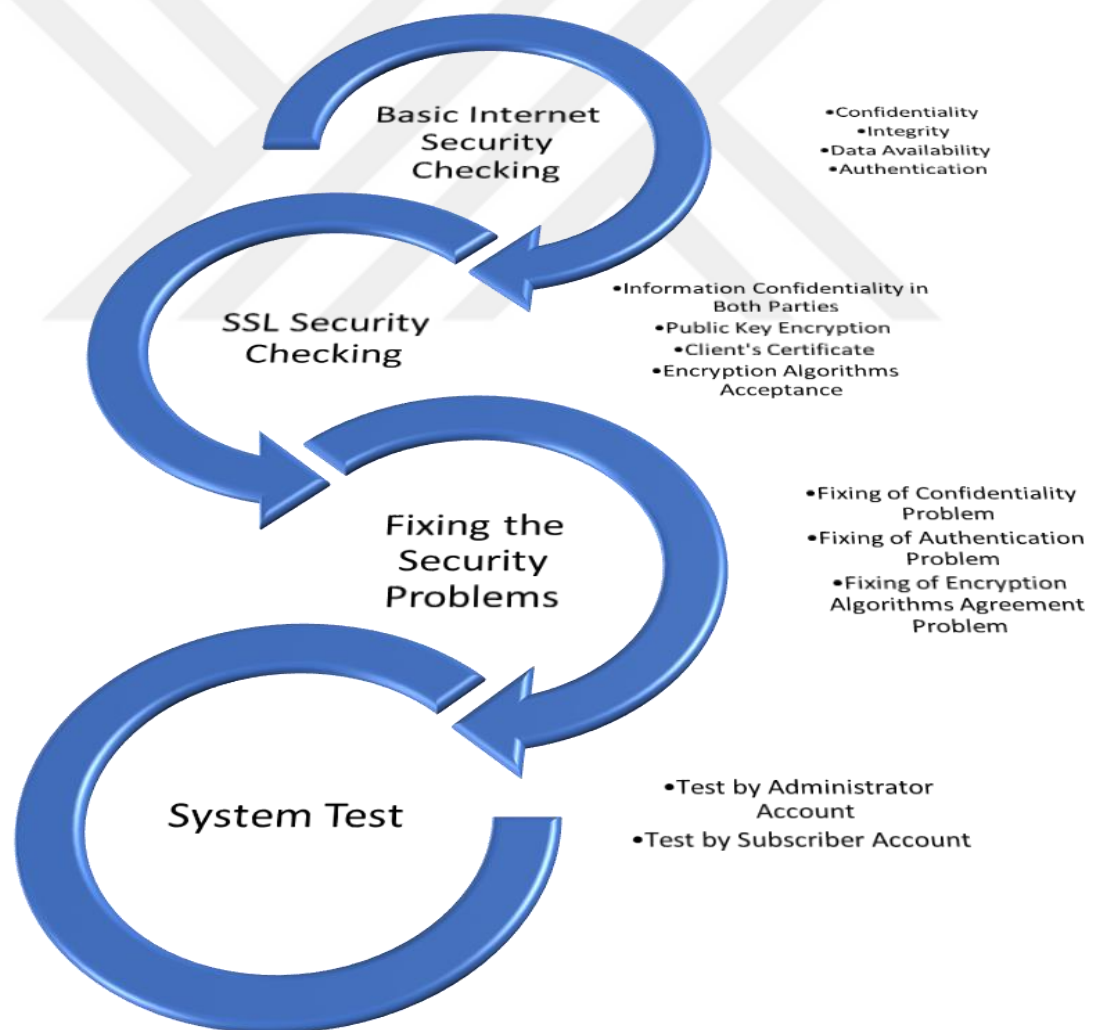 Basic Internet
Security
Checking
•Confidentiality
•Integrity
•Data Availability
•Authentication
SSL Security
Checking
•Information Confidentiality in
Both Parties
•Public Key Encryption
•Client's Certificate
•Encryption Algorithms
Acceptance
Fixing the
Security
Problems
•Fixing of Confidentiality
Problem
•Fixing of Authentication
Problem
•Fixing of Encryption
Algorithms Agreement
Problem
System Test
•Test by Administrator
Account
•Test by Subscriber Account